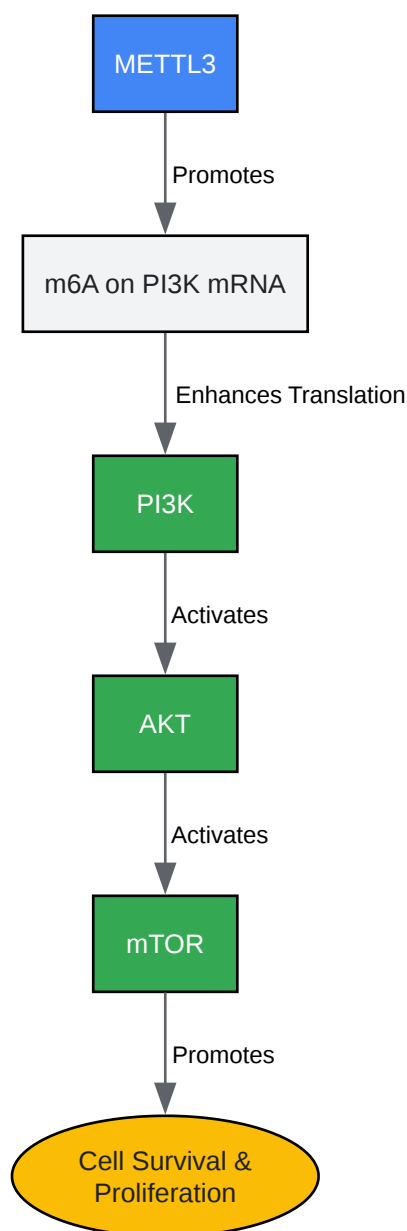 METTL3
Promotes
m6A on PI3K mRNA
Enhances Translation
PI3K
Activates
AKT
Activates
mTOR
Promotes
Cell Survival &
Proliferation